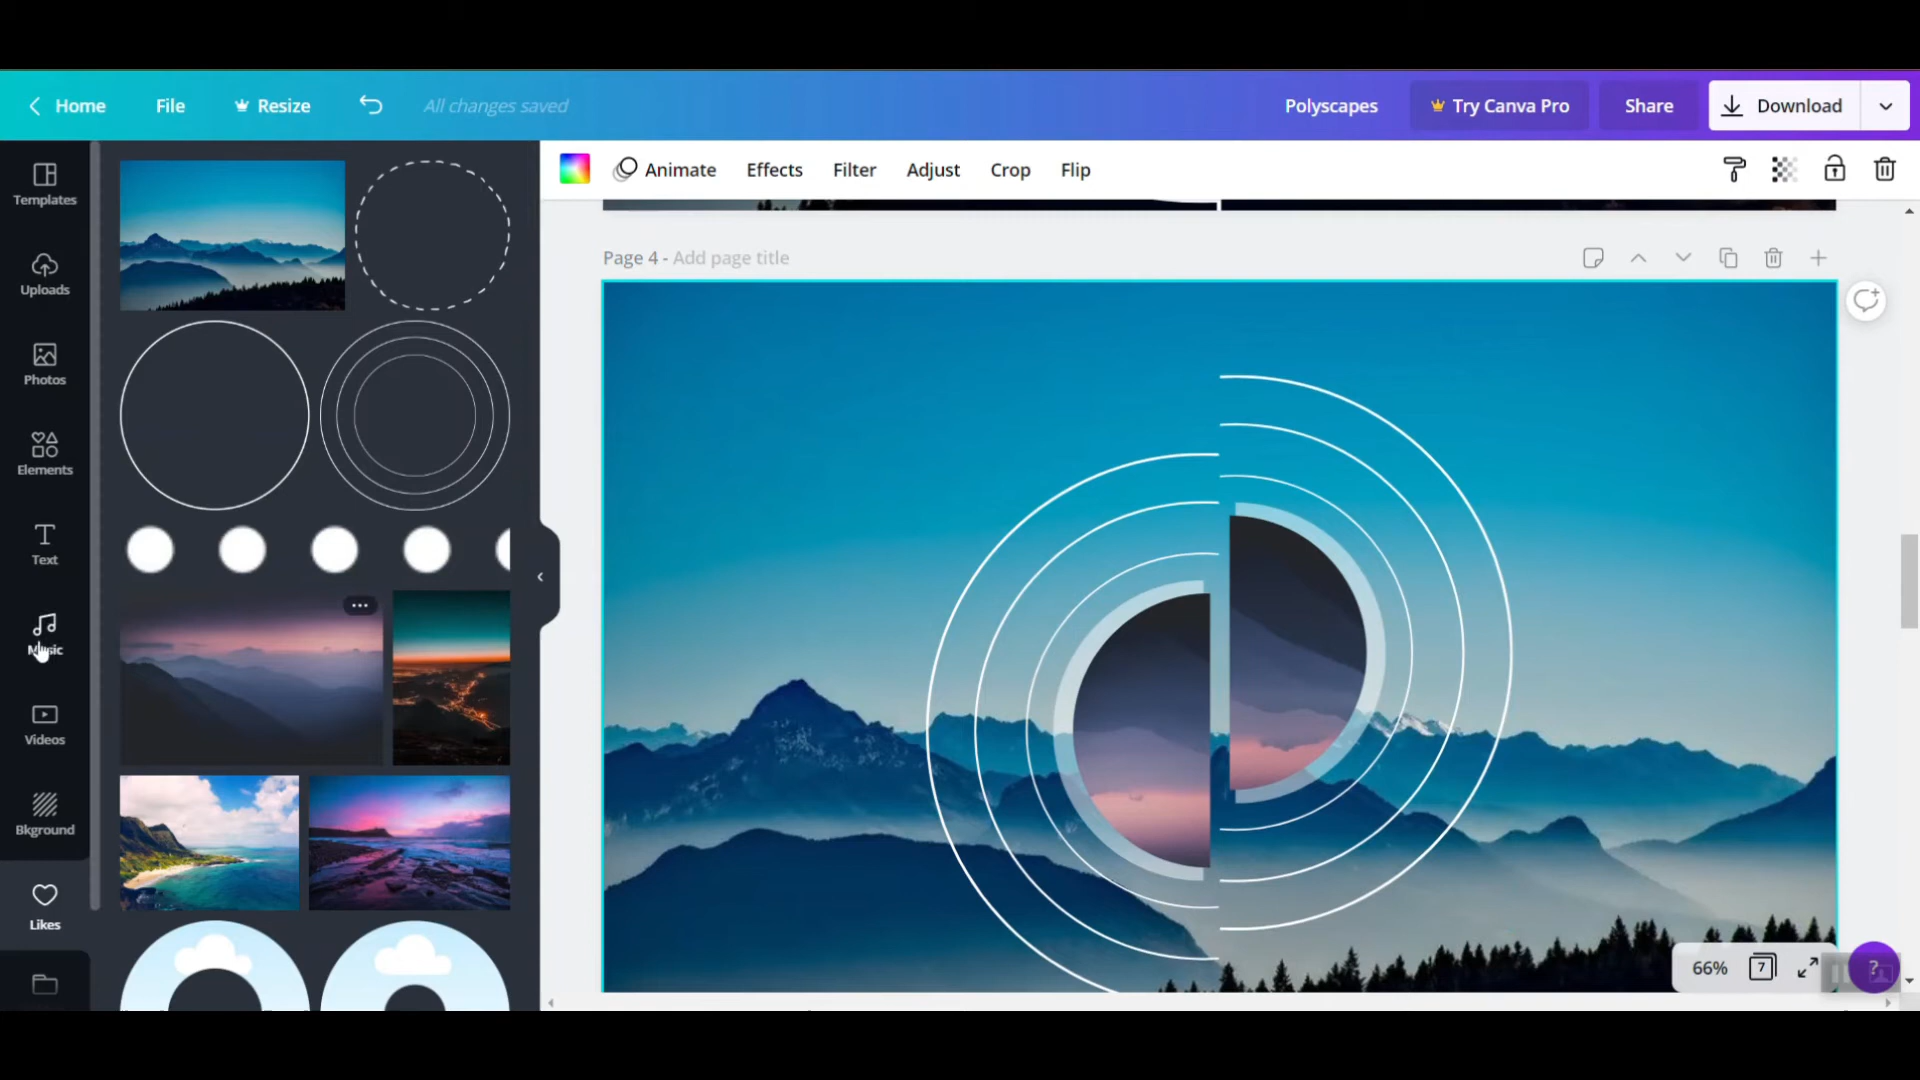 Home File Resize All changes saved Polyscapes Try Canva Pro Share Download
Animate Effects Filter Adjust Crop Flip
Templates
Uploads
Photos
Elements
Text
Music
Videos
Bkground
Likes
Page 4 - Add page title
66% 7 ?